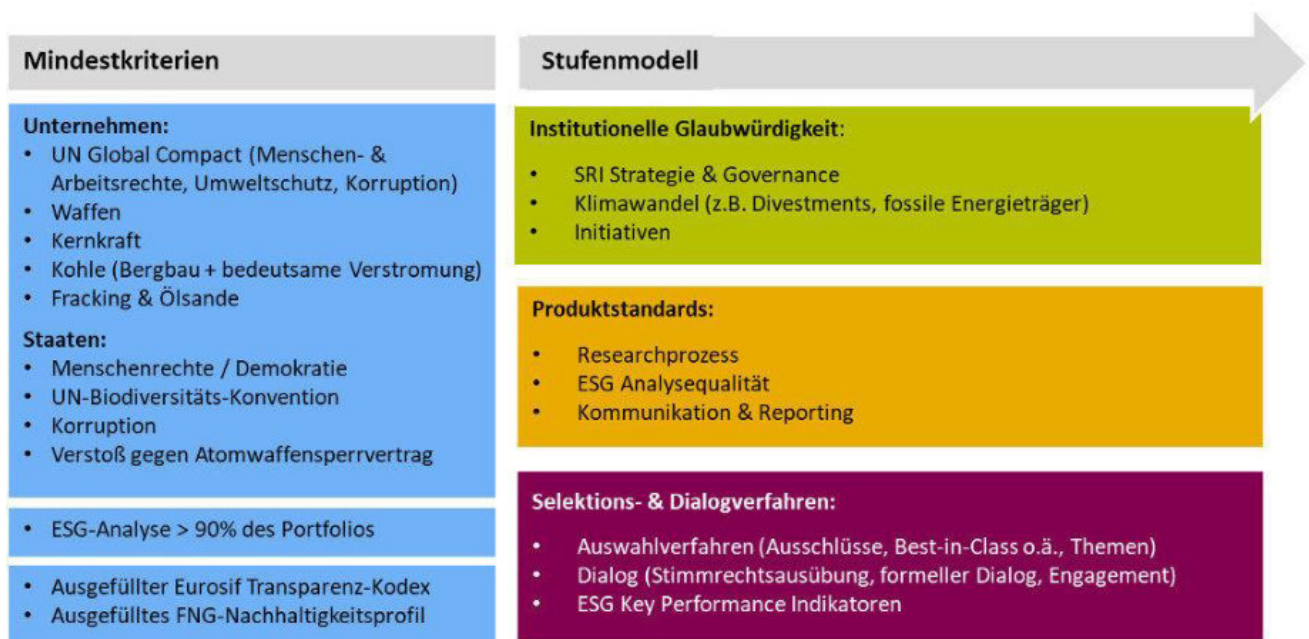 Mindestkriterien
Unternehmen:
• UN Global Compact (Menschen- &
Arbeitsrechte, Umweltschutz, Korruption)
• Waffen
• Kernkraft
• Kohle (Bergbau + bedeutsame Verstromung)
• Fracking & Ölsande
Staaten:
• Menschenrechte / Demokratie
• UN-Biodiversitäts-Konvention
• Korruption
• Verstoß gegen Atomwaffensperrvertrag
• ESG-Analyse > 90% des Portfolios
• Ausgefüllter Eurosif Transparenz-Kodex
• Ausgefülltes FNG-Nachhaltigkeitsprofil
Stufenmodell
Institutionelle Glaubwürdigkeit:
• SRI Strategie & Governance
• Klimawandel (z.B. Divestments, fossile Energieträger)
• Initiativen
Produktstandards:
• Researchprozess
• ESG Analysequalität
• Kommunikation & Reporting
Selektions- & Dialogverfahren:
• Auswahlverfahren (Ausschlüsse, Best-in-Class o.ä., Themen)
• Dialog (Stimmrechtsausübung, formeller Dialog, Engagement)
• ESG Key Performance Indikatoren